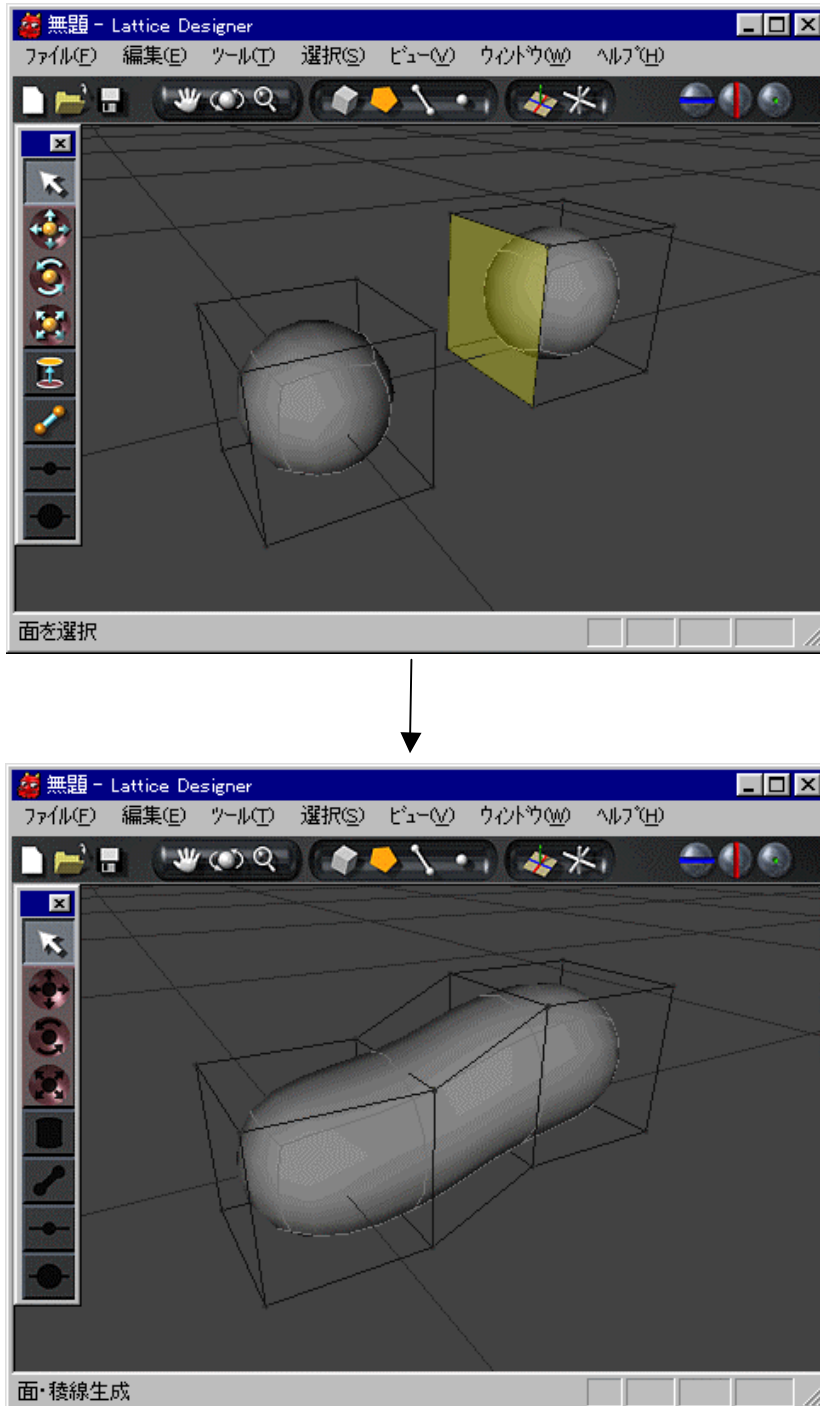 無題 - Lattice Designer
ファイル(F) 編集(E) ツール(T) 選択(S) ビュー(V) ウィンドウ(W) ヘルプ(H)
面を選択
無題 - Lattice Designer
ファイル(F) 編集(E) ツール(T) 選択(S) ビュー(V) ウィンドウ(W) ヘルプ(H)
面・稜線生成